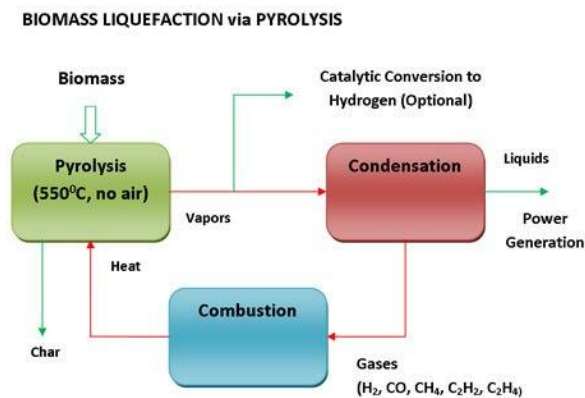 BIOMASS LIQUEFACTION via PYROLYSIS
Biomass
Catalytic Conversion to
Hydrogen (Optional)
Pyrolysis
(550⁰C, no air)
Vapors
Condensation
Liquids
Power
Generation
Heat
Char
Combustion
Gases
(H₂, CO, CH₄, C₂H₂, C₂H₄)